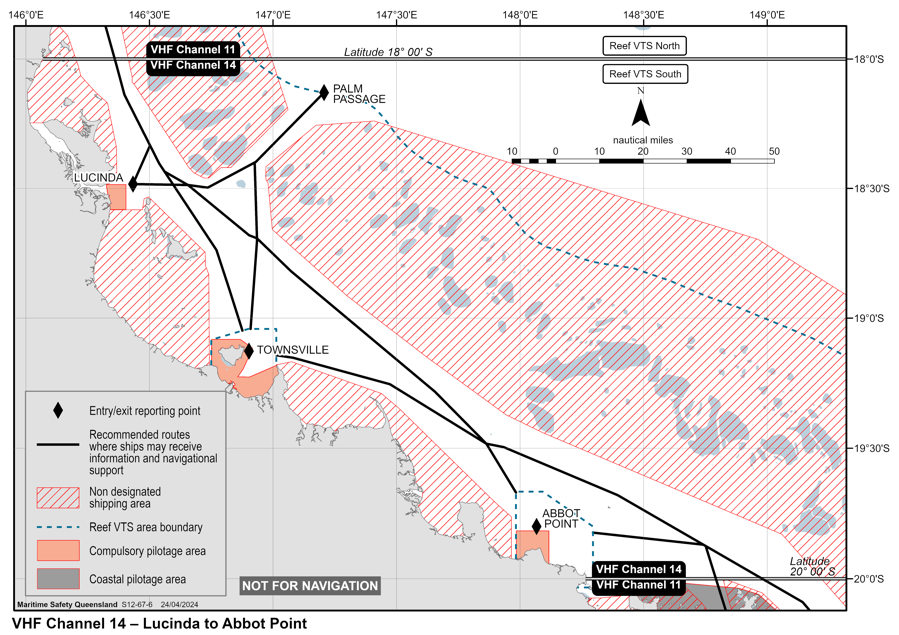 146°0'E 146°30'E 147°0'E 147°30'E 148°0'E 148°30'E 149°0'E
VHF Channel 11
VHF Channel 14
Latitude 18° 00' S
Reef VTS North
Reef VTS South
18°0'S
PALM
PASSAGE
N
nautical miles
10 0 10 20 30 40 50
LUCINDA
18°30'S
19°0'S
TOWNSVILLE
Entry/exit reporting point
Recommended routes
where ships may receive
information and navigational
support
Non designated
shipping area
Reef VTS area boundary
Compulsory pilotage area
Coastal pilotage area
19°30'S
ABBOT
POINT
VHF Channel 14
VHF Channel 11
Latitude
20° 00' S
20°0'S
NOT FOR NAVIGATION
Maritime Safety Queensland S12-67-6 24/04/2024
VHF Channel 14 – Lucinda to Abbot Point